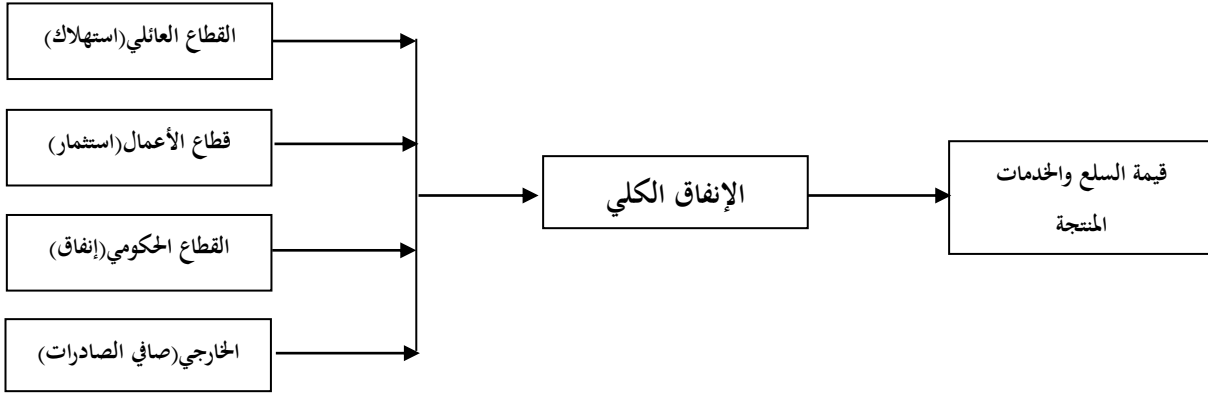 القطاع العائلي(استهلاك)
قطاع الأعمال(استثمار)
القطاع الحكومي(إنفاق)
الخارجي(صافي الصادرات)
الإنفاق الكلي
قيمة السلع والخدمات
المنتجة